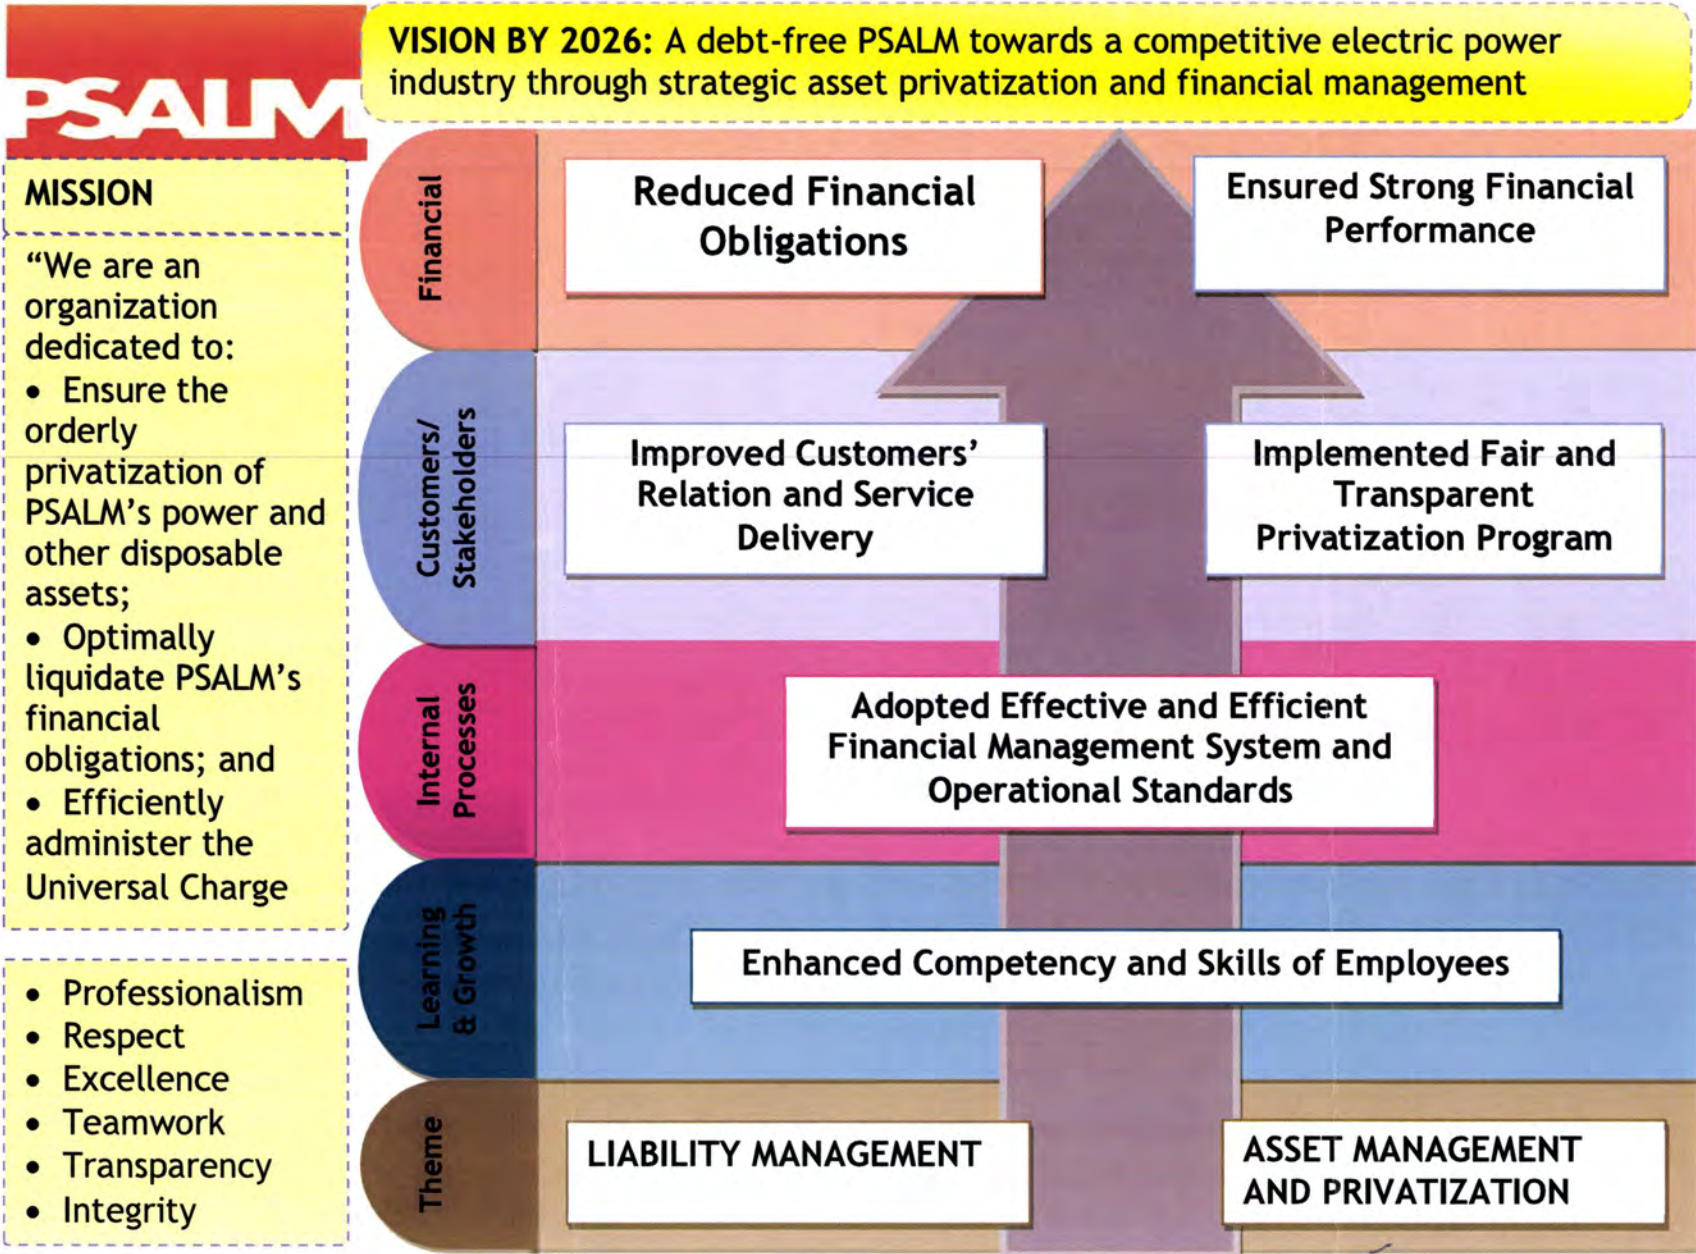 PSALM
VISION BY 2026: A debt-free PSALM towards a competitive electric power
industry through strategic asset privatization and financial management
MISSION
“We are an
organization
dedicated to:
• Ensure the
orderly
privatization of
PSALM’s power and
other disposable
assets;
• Optimally
liquidate PSALM’s
financial
obligations; and
• Efficiently
administer the
Universal Charge
• Professionalism
• Respect
• Excellence
• Teamwork
• Transparency
• Integrity
Financial
Reduced Financial
Obligations
Ensured Strong Financial
Performance
Customers/
Stakeholders
Improved Customers’
Relation and Service
Delivery
Implemented Fair and
Transparent
Privatization Program
Internal
Processes
Adopted Effective and Efficient
Financial Management System and
Operational Standards
Learning
& Growth
Enhanced Competency and Skills of Employees
Theme
LIABILITY MANAGEMENT
ASSET MANAGEMENT
AND PRIVATIZATION